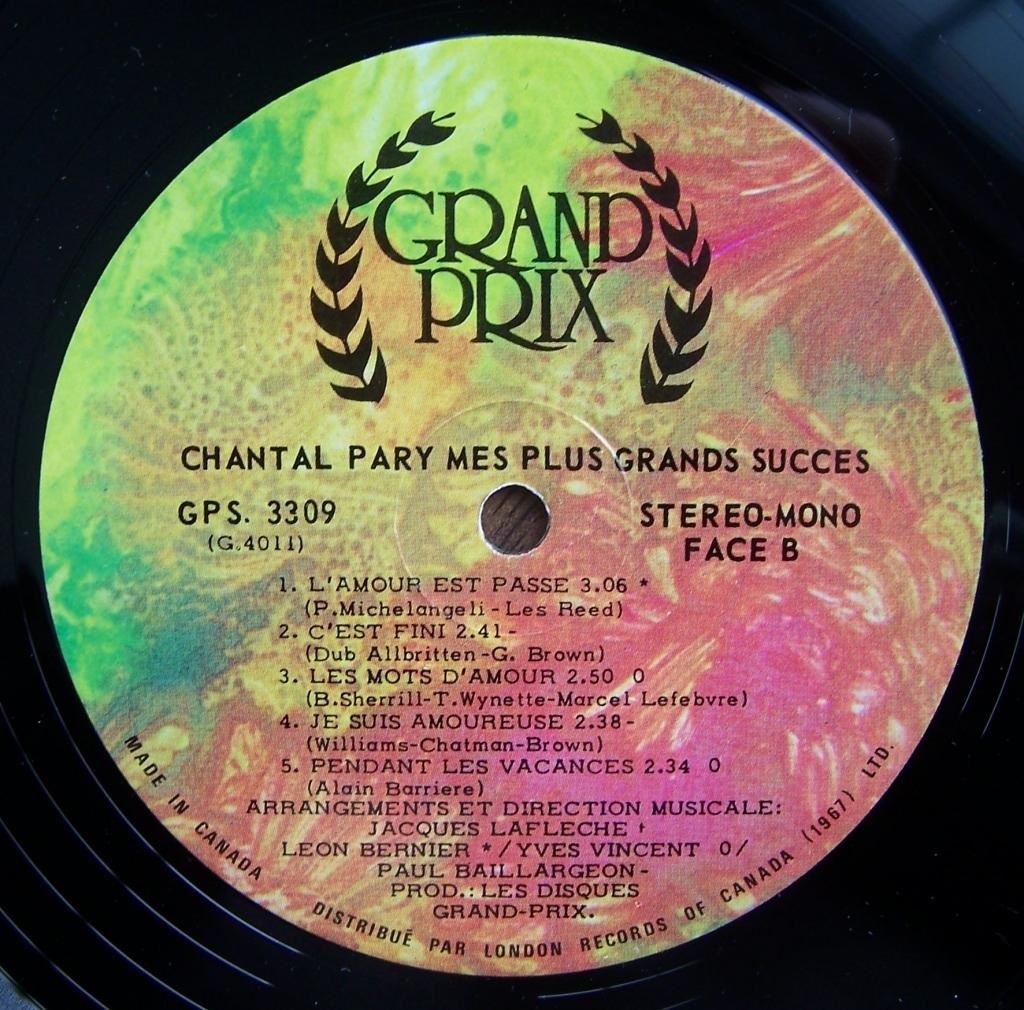 GRAND
PRIX
CHANTAL PARY MES PLUS GRANDS SUCCES
GPS. 3309
(G.4011)
STEREO-MONO
FACE B
1. L'AMOUR EST PASSE 3.06 *
(P.Michelangeli-Les Reed)
2. C'EST FINI 2.41-
(Dub Allbritten-G. Brown)
3. LES MOTS D'AMOUR 2.50 0
(B.Sherrill-T.Wynette-Marcel Lefebvre)
4. JE SUIS AMOUREUSE 2.38-
(Williams-Chatman-Brown)
5. PENDANT LES VACANCES 2.34 0
(Alain Barriere)
ARRANGEMENTS ET DIRECTION MUSICALE:
JACQUES LAFLECHE +
LEON BERNIER */YVES VINCENT 0/
PAUL BAILLARGEON-
PROD.: LES DISQUES
GRAND-PRIX.
MADE IN CANADA
DISTRIBUÉ PAR LONDON RECORDS OF CANADA (1967) LTD.